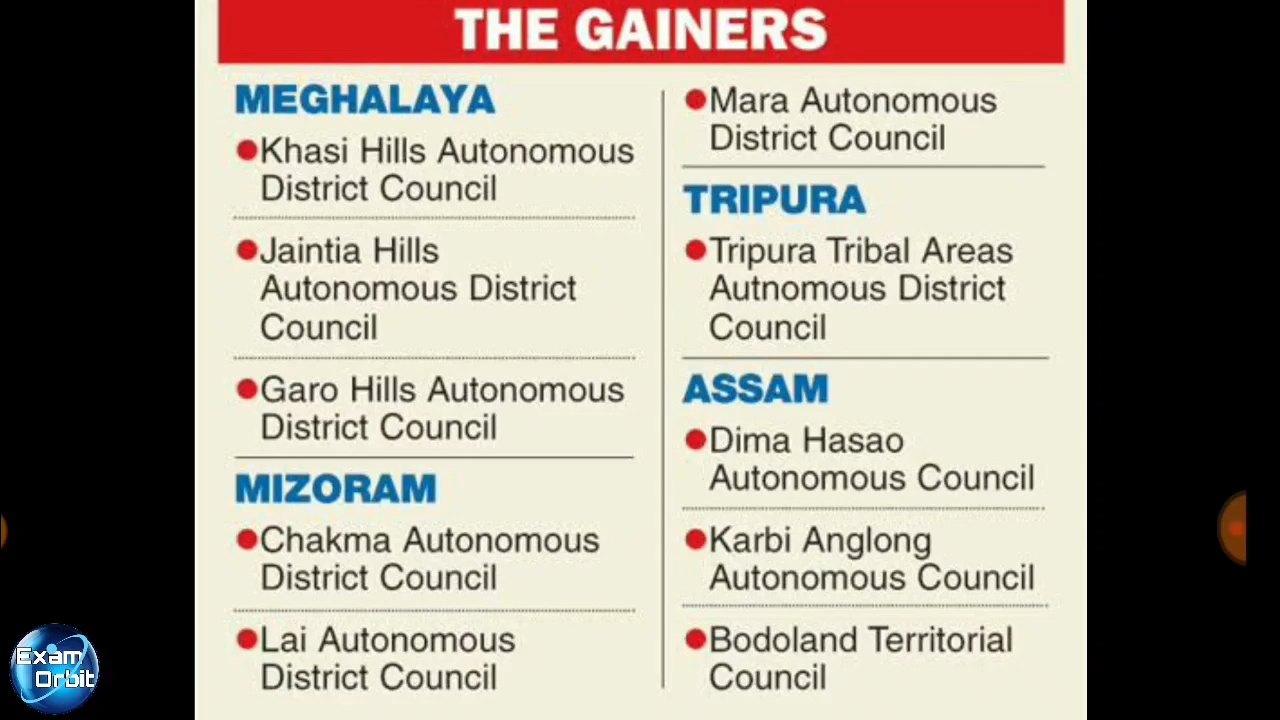 THE GAINERS
MEGHALAYA
Khasi Hills Autonomous
District Council
Jaintia Hills
Autonomous District
Council
Garo Hills Autonomous
District Council
MIZORAM
Chakma Autonomous
District Council
Lai Autonomous
District Council
Mara Autonomous
District Council
TRIPURA
Tripura Tribal Areas
Autnomous District
Council
ASSAM
Dima Hasao
Autonomous Council
Karbi Anglong
Autonomous Council
Bodoland Territorial
Council
Exam
Orbit